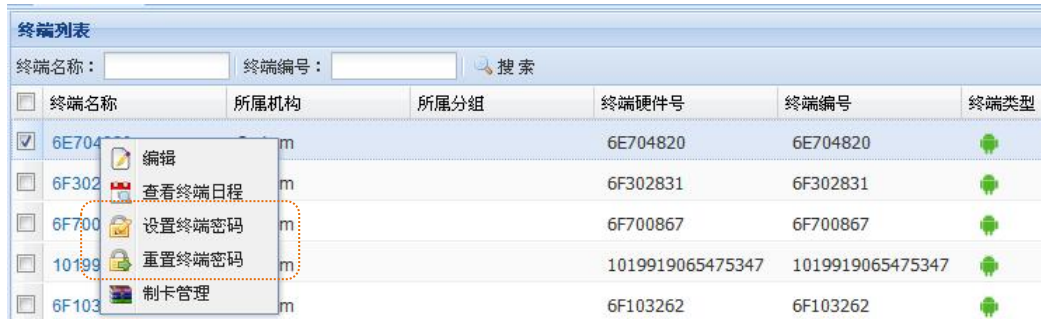 终端列表
终端名称： 终端编号： 搜索
终端名称 所属机构 所属分组 终端硬件号 终端编号 终端类型
6E704820 m 6E704820 6E704820
编辑
6F302 m 6F302831 6F302831
查看终端日程
6F700 m 6F700867 6F700867
设置终端密码
重置终端密码
10199 m 1019919065475347 1019919065475347
制卡管理
6F103 m 6F103262 6F103262